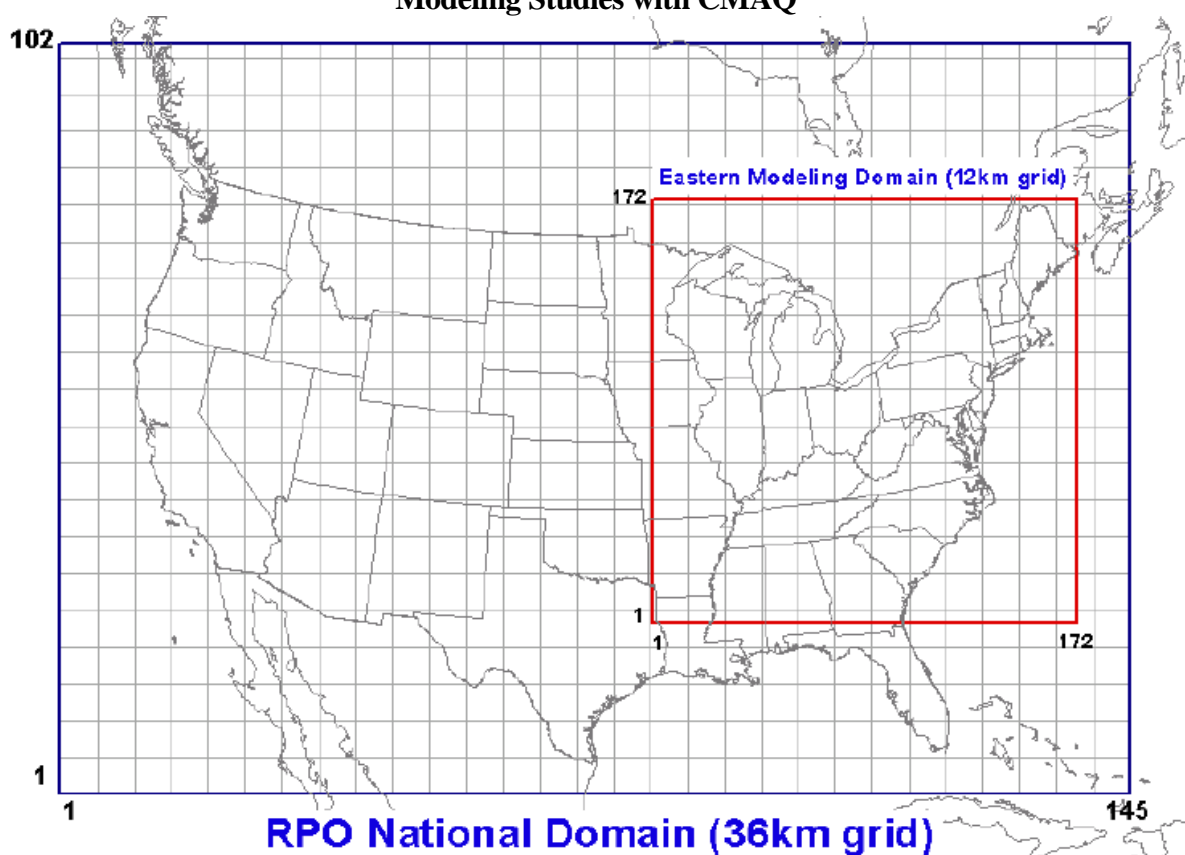 Modeling Studies with CMAQ
102
Eastern Modeling Domain (12km grid)
172
1
1
172
1
1
145
RPO National Domain (36km grid)